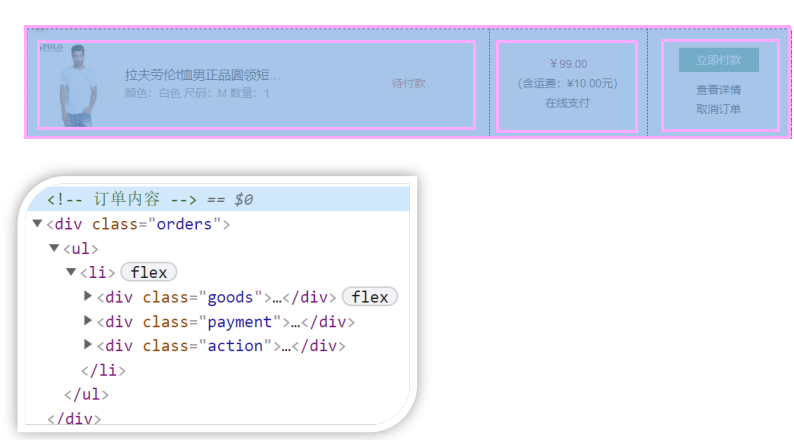 POLO
拉夫劳伦t恤男正品圆领短...
颜色：白色 尺码：M 数量：1
待付款
￥99.00
(含运费：¥10.00元)
在线支付
立即付款
查看详情
取消订单
<!-- 订单内容 --> == $0
▼<div class="orders">
▼<ul>
▼<li> flex
▶<div class="goods">…</div> flex
▶<div class="payment">…</div>
▶<div class="action">…</div>
</li>
</ul>
</div>